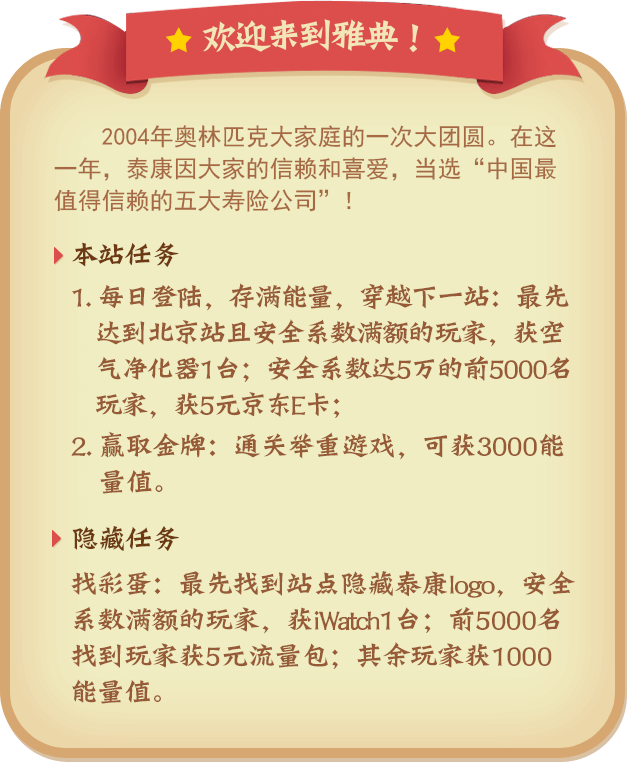 欢迎来到雅典！
2004年奥林匹克大家庭的一次大团圆。在这
一年，泰康因大家的信赖和喜爱，当选“中国最
值得信赖的五大寿险公司”！
本站任务
1. 每日登陆，存满能量，穿越下一站：最先
达到北京站且安全系数满额的玩家，获空
气净化器1台；安全系数达5万的前5000名
玩家，获5元京东E卡；
2. 赢取金牌：通关举重游戏，可获3000能
量值。
隐藏任务
找彩蛋：最先找到站点隐藏泰康logo，安全
系数满额的玩家，获iWatch1台；前5000名
找到玩家获5元流量包；其余玩家获1000
能量值。